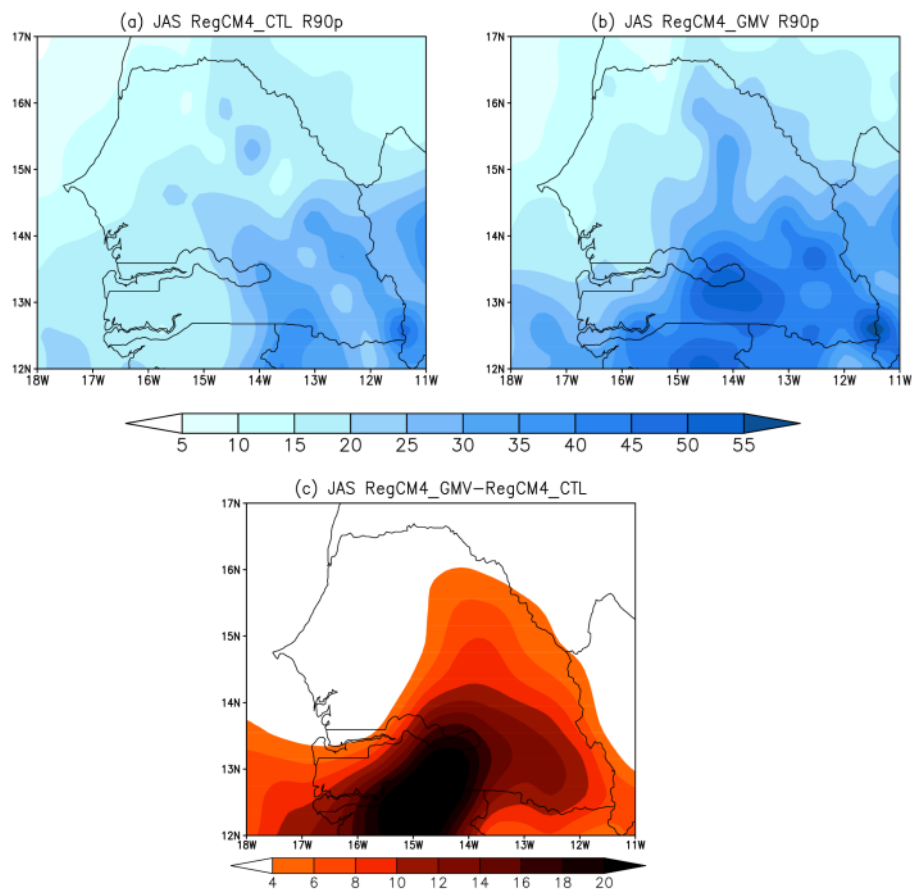 (a) JAS RegCM4_CTL R90p
(b) JAS RegCM4_GMV R90p
17N
16N
15N
14N
13N
12N
18W 17W 16W 15W 14W 13W 12W 11W
17N
16N
15N
14N
13N
12N
18W 17W 16W 15W 14W 13W 12W 11W
5 10 15 20 25 30 35 40 45 50 55
(c) JAS RegCM4_GMV−RegCM4_CTL
17N
16N
15N
14N
13N
12N
18W 17W 16W 15W 14W 13W 12W 11W
4 6 8 10 12 14 16 18 20